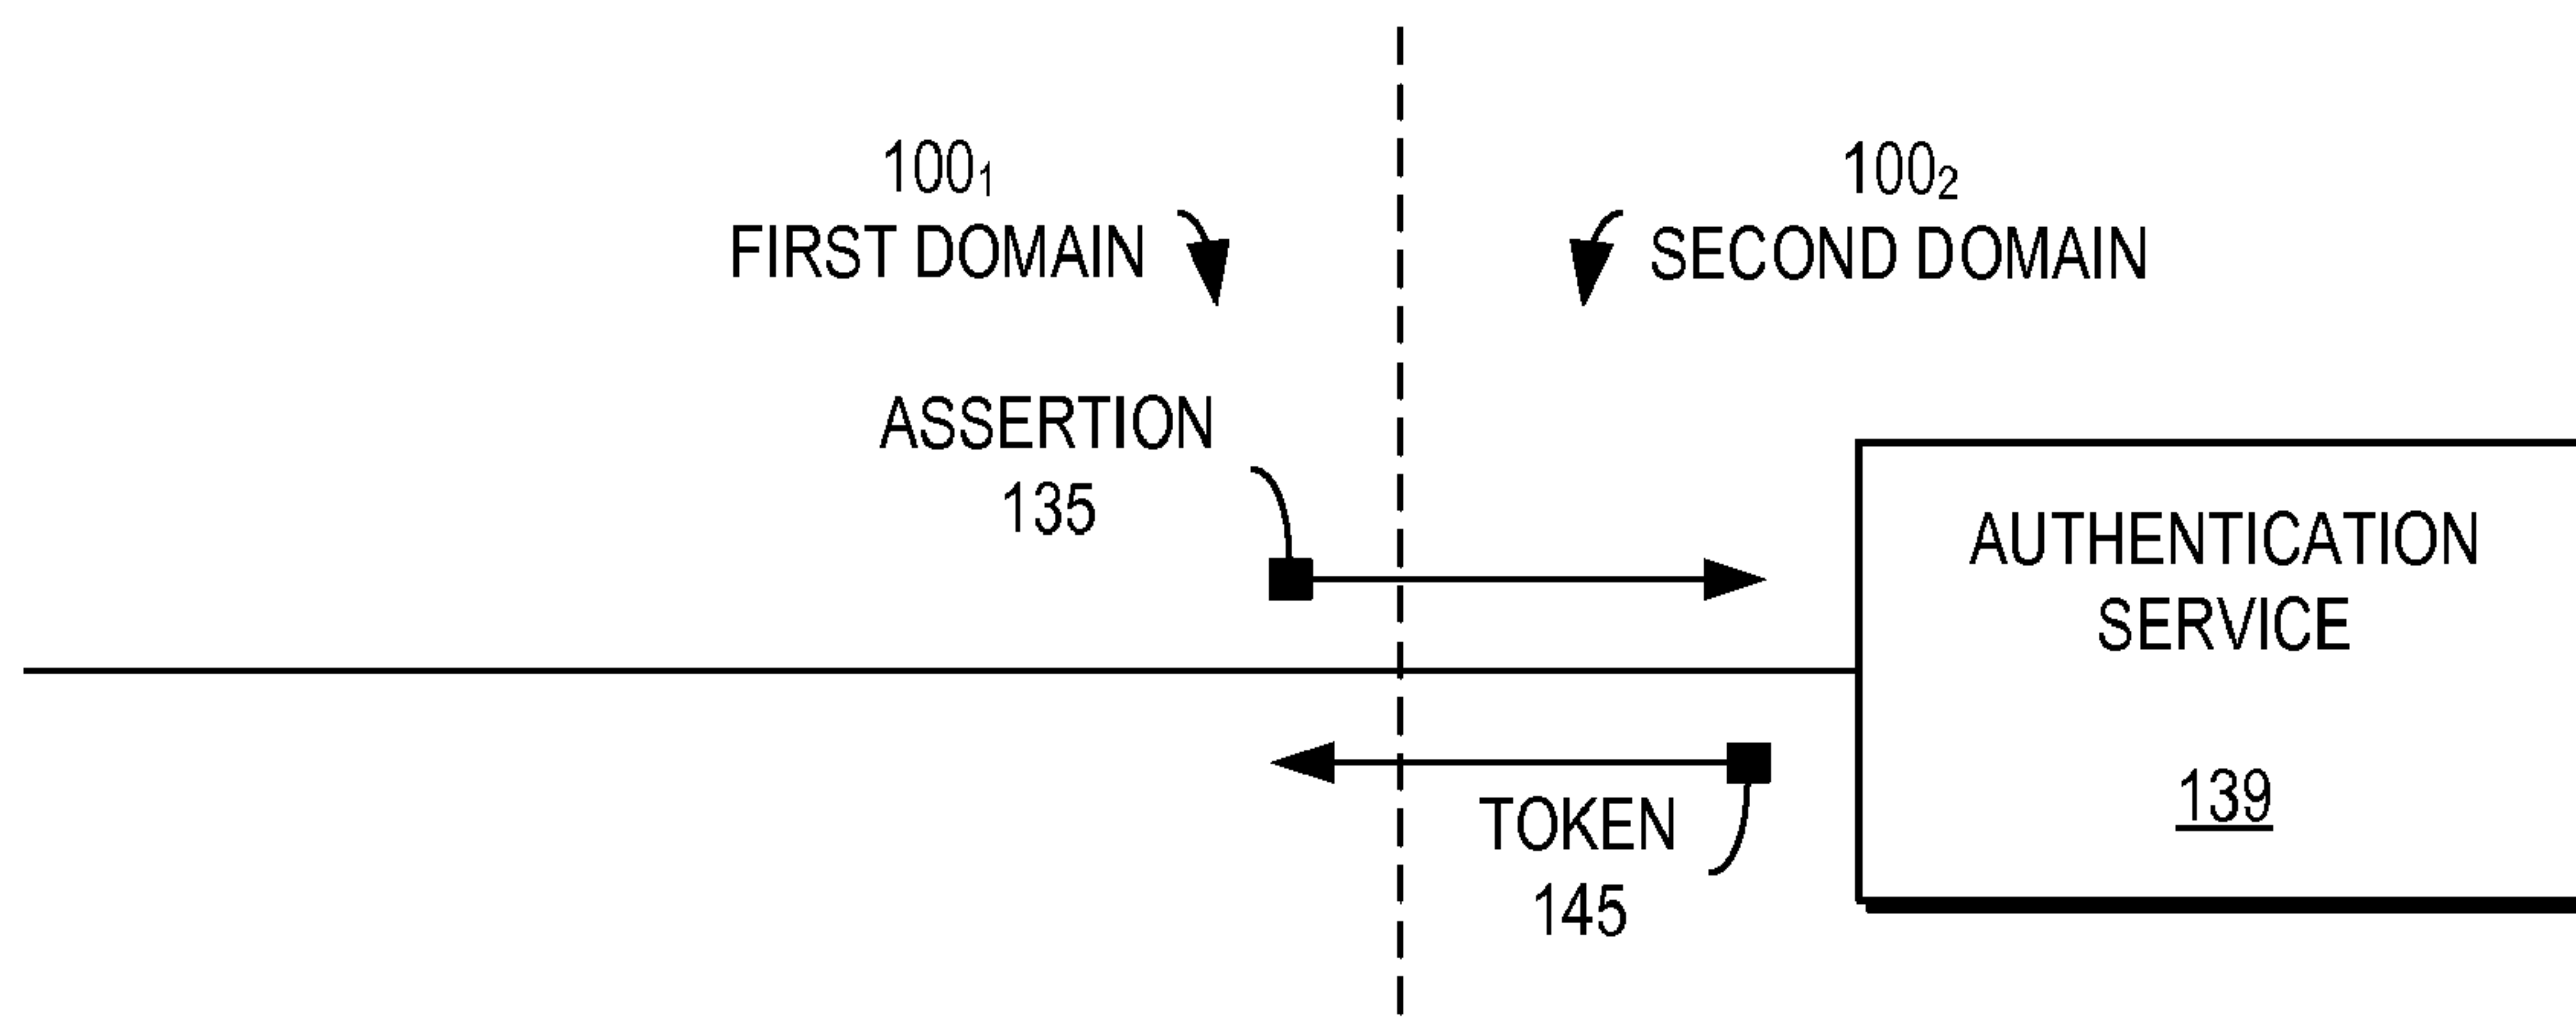 100₁
FIRST DOMAIN
100₂
SECOND DOMAIN
ASSERTION
135
AUTHENTICATION
SERVICE
139
TOKEN
145